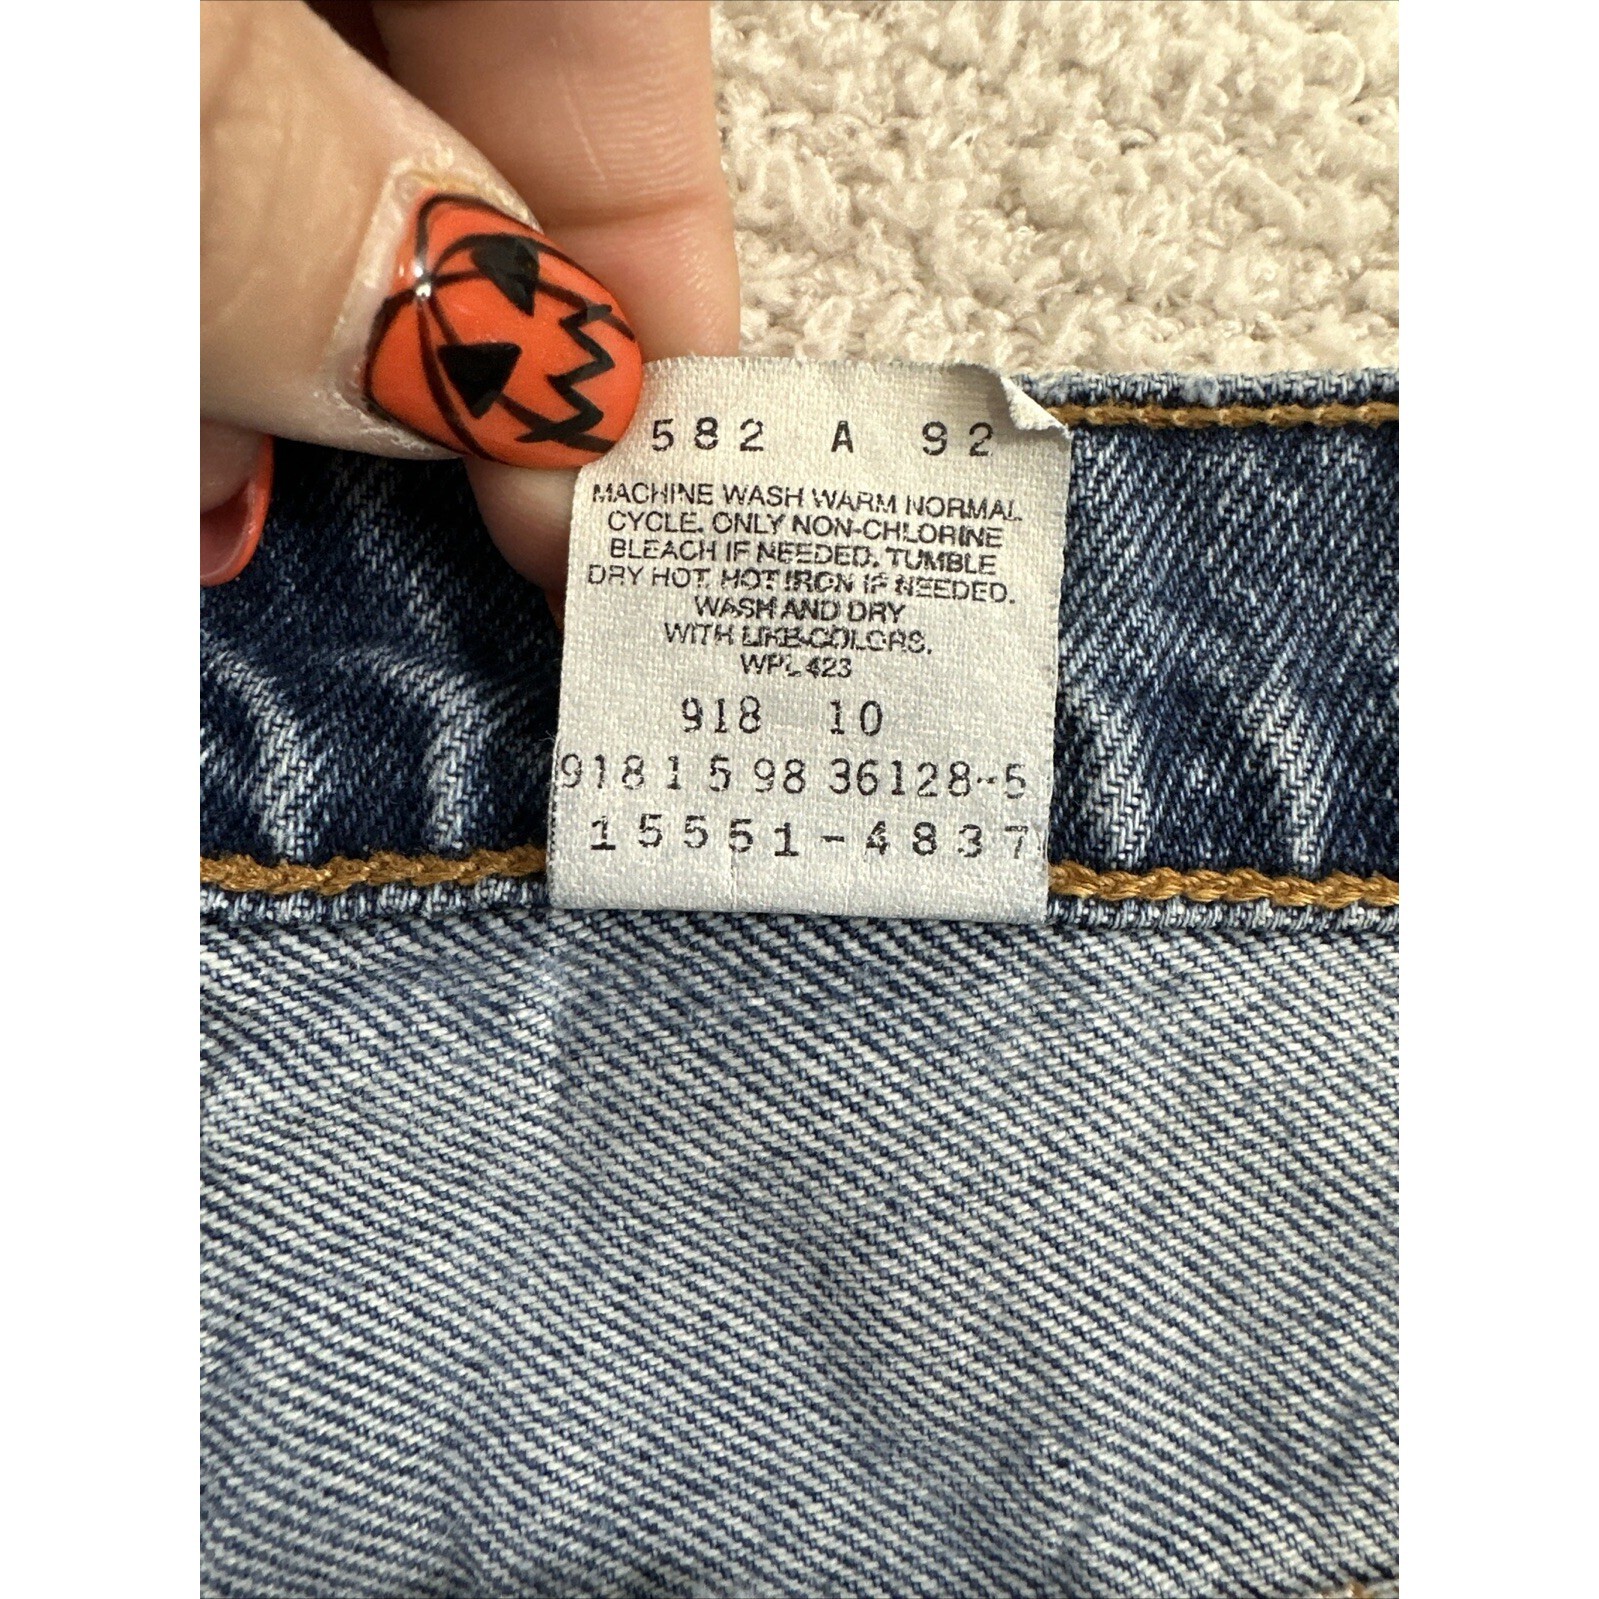 582 A 92
MACHINE WASH WARM NORMAL
CYCLE. ONLY NON-CHLORINE
BLEACH IF NEEDED. TUMBLE
DRY HOT. HOT IRON IF NEEDED.
WASH AND DRY
WITH LIKE COLORS.
WPL 423
918 10
918 1 5 98 36128-5
15551-4837